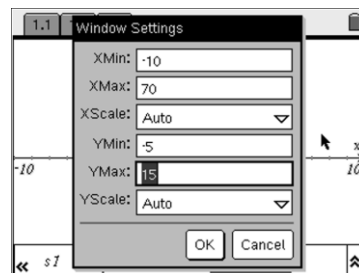 1.1
Window Settings
XMin: -10
XMax: 70
XScale: Auto
YMin: -5
YMax: 15
YScale: Auto
OK Cancel
-10
x
10
s1